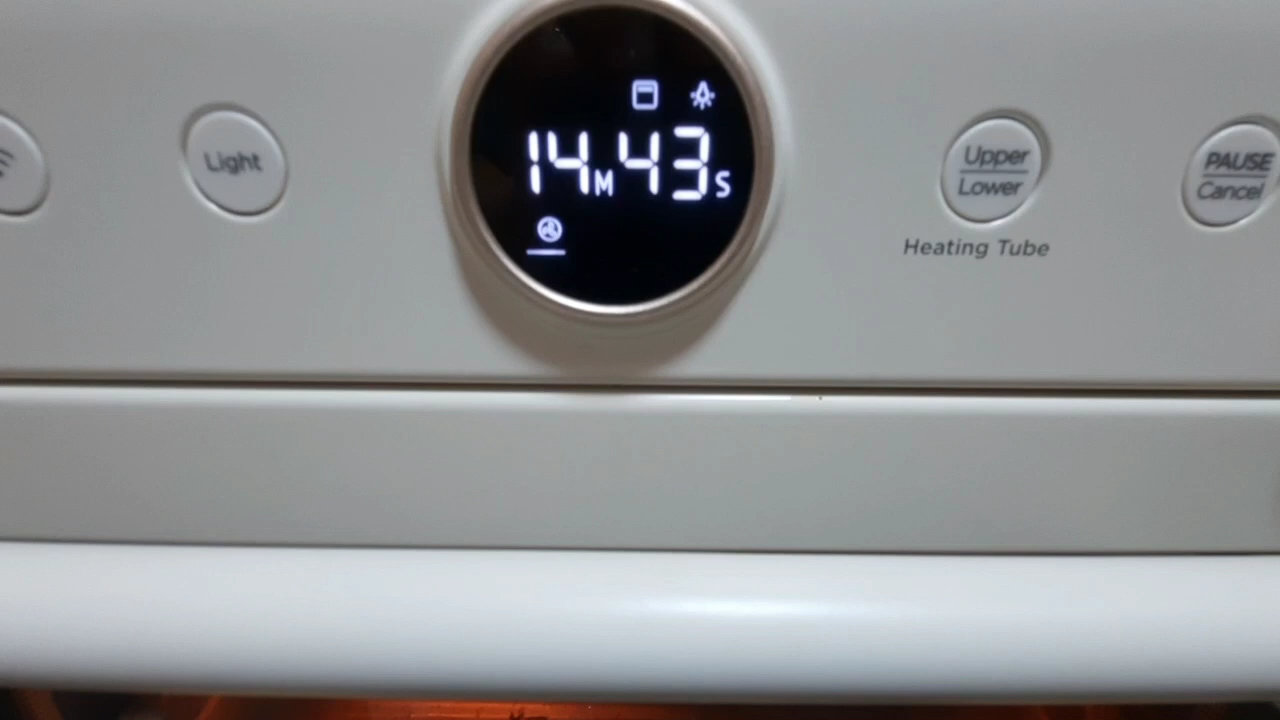 Light
14M43S
Upper
Lower
Heating Tube
PAUSE
Cancel